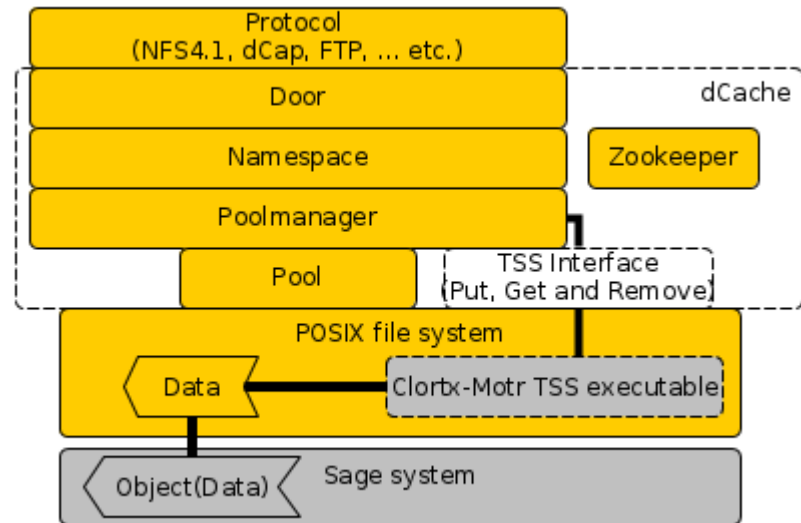 Protocol
(NFS4.1, dCap, FTP, ... etc.)
Door
dCache
Namespace
Zookeeper
Poolmanager
Pool
TSS Interface
(Put, Get and Remove)
POSIX file system
Data
Clortx-Motr TSS executable
Object(Data)
Sage system